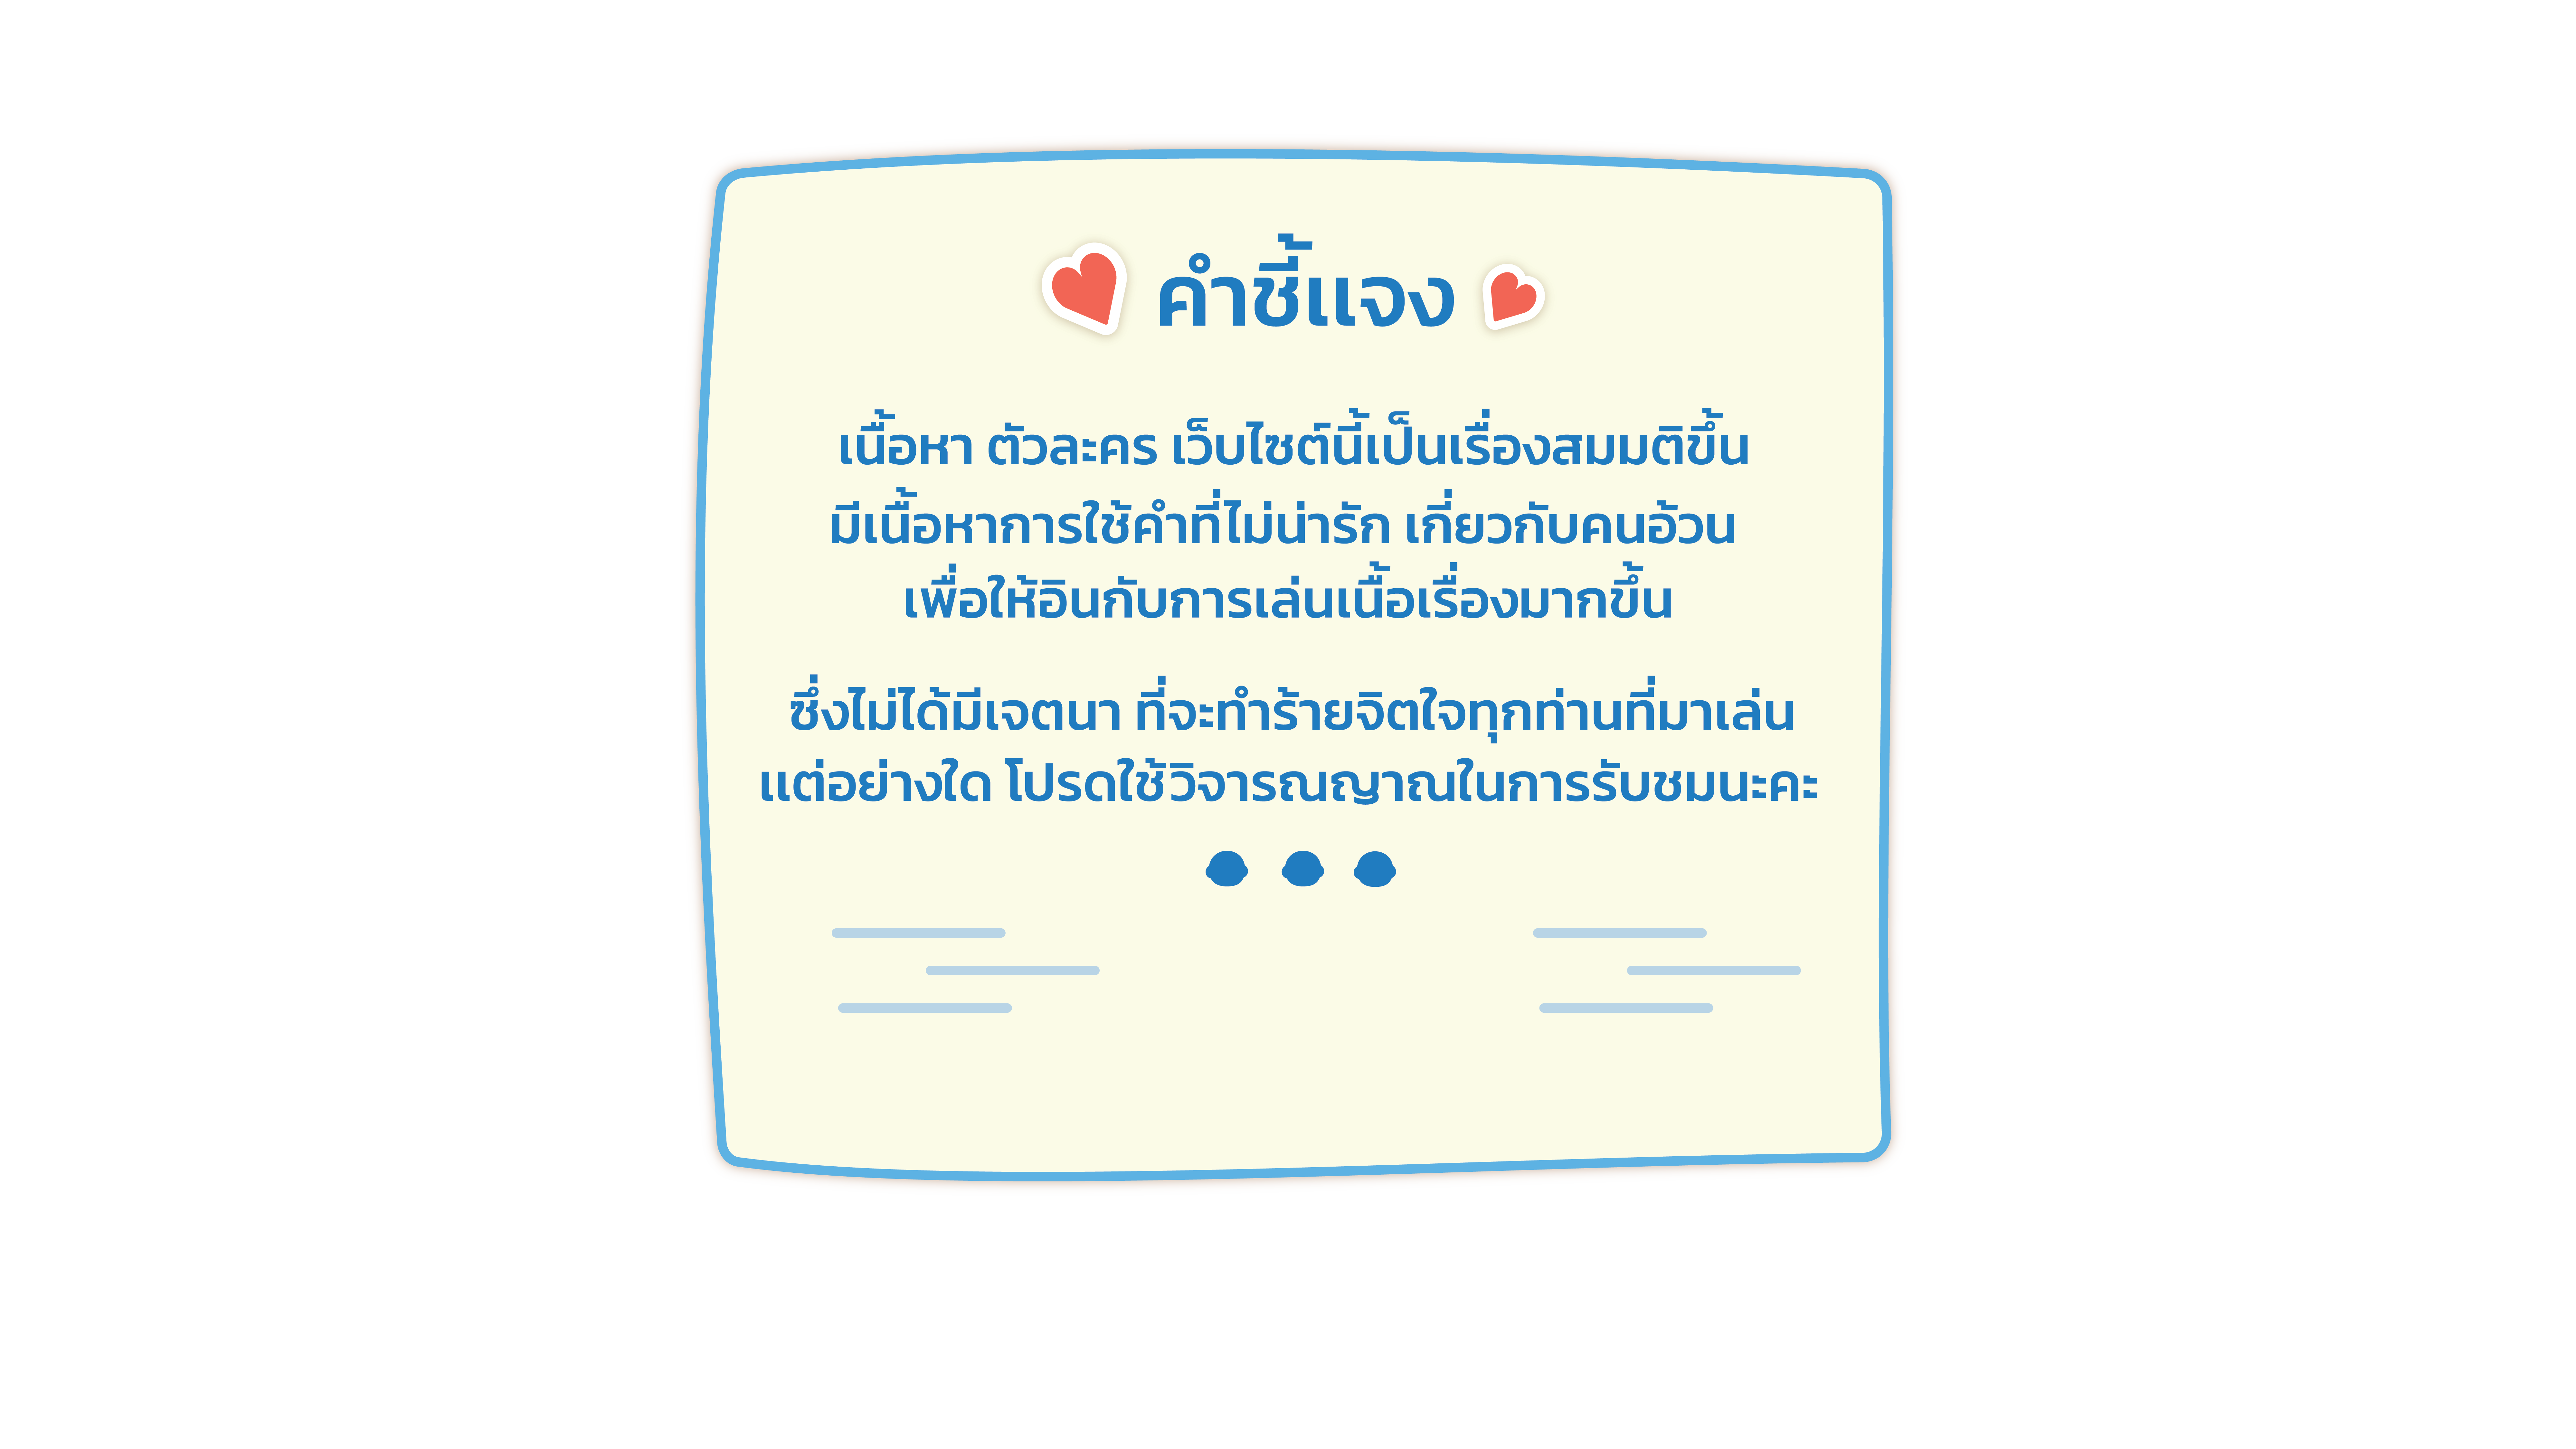 คำชี้แจง
เนื้อหา ตัวละคร เว็บไซต์นี้เป็นเรื่องสมมติขึ้น
มีเนื้อหาการใช้คำที่ไม่น่ารัก เกี่ยวกับคนอ้วน
เพื่อให้อินกับการเล่นเนื้อเรื่องมากขึ้น
ซึ่งไม่ได้มีเจตนา ที่จะทำร้ายจิตใจทุกท่านที่มาเล่น
แต่อย่างใด โปรดใช้วิจารณญาณในการรับชมนะคะ